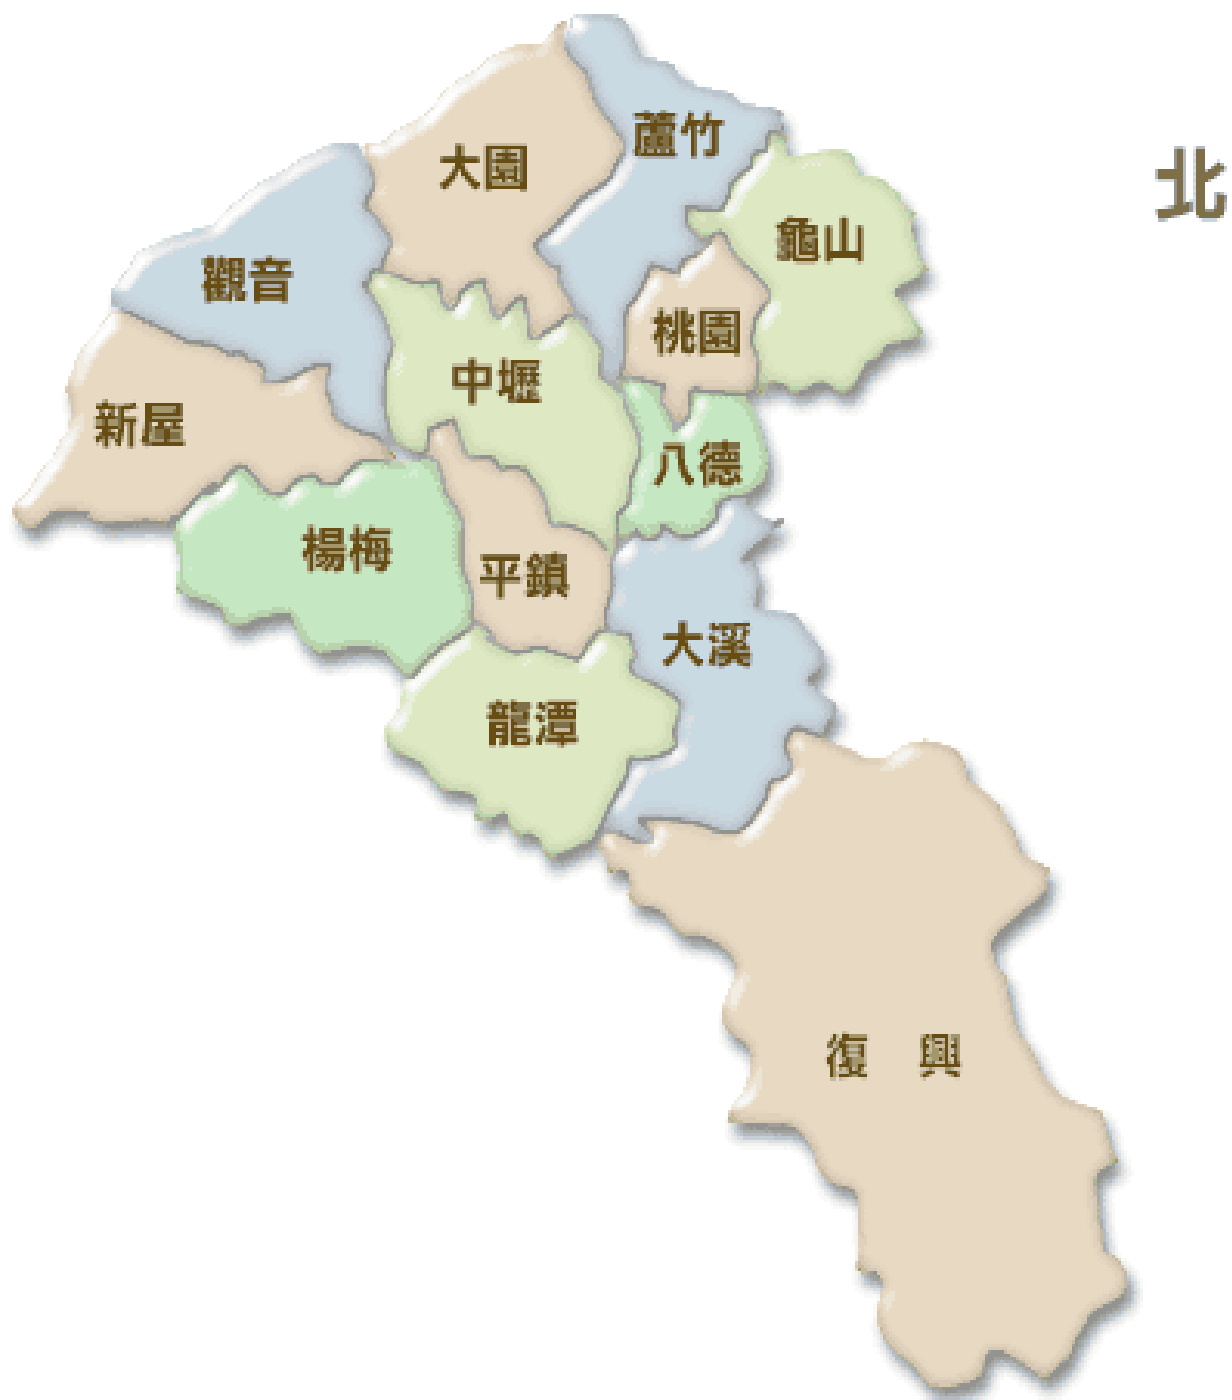 蘆竹
大園
北
龜山
觀音
桃園
中壢
新屋
八德
楊梅
平鎮
大溪
龍潭
復興